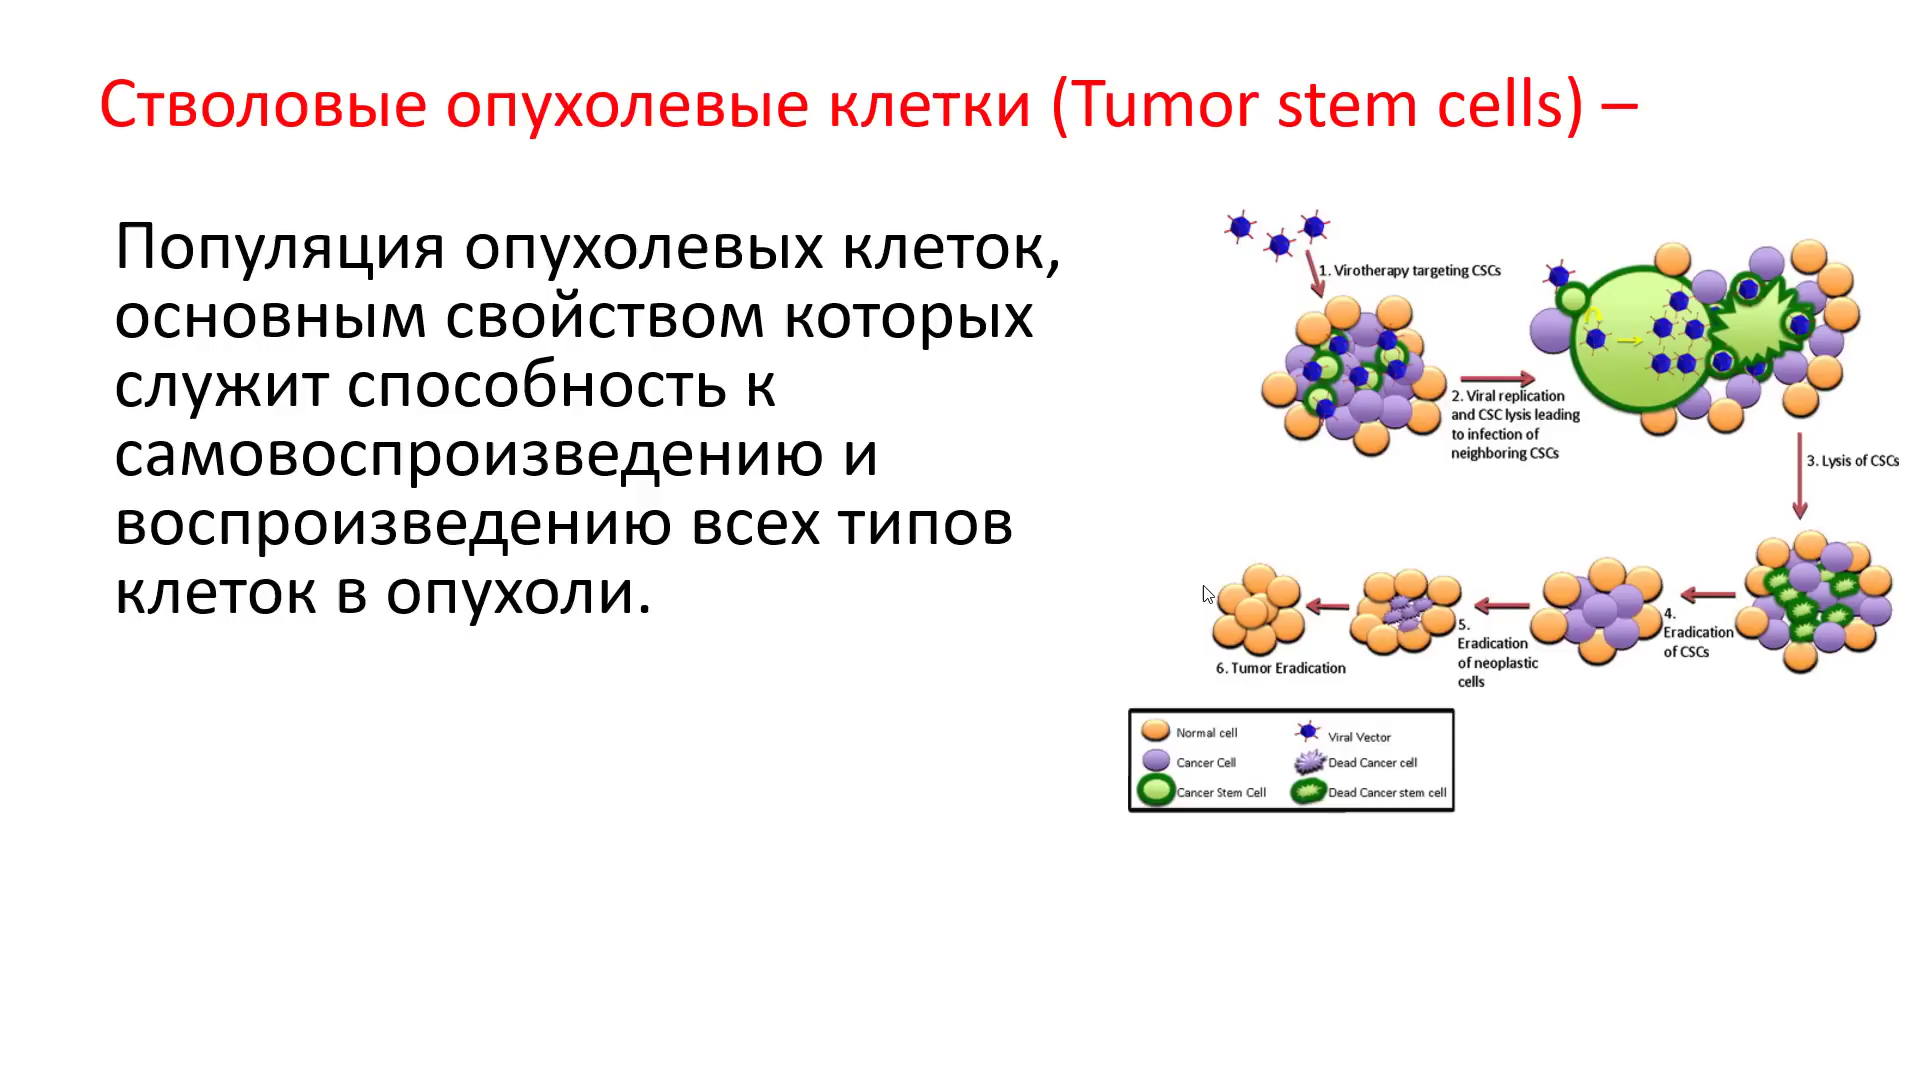 Стволовые опухолевые клетки (Tumor stem cells) –
Популяция опухолевых клеток,
основным свойством которых
служит способность к
самовоспроизведению и
воспроизведению всех типов
клеток в опухоли.
1. Virotherapy targeting CSCs
2. Viral replication
and CSC lysis leading
to infection of
neighboring CSCs
3. Lysis of CSCs
4.
Eradication
of CSCs
5.
Eradication
of neoplastic
cells
6. Tumor Eradication
Normal cell
Viral Vector
Cancer Cell
Dead Cancer cell
Cancer Stem Cell
Dead Cancer stem cell